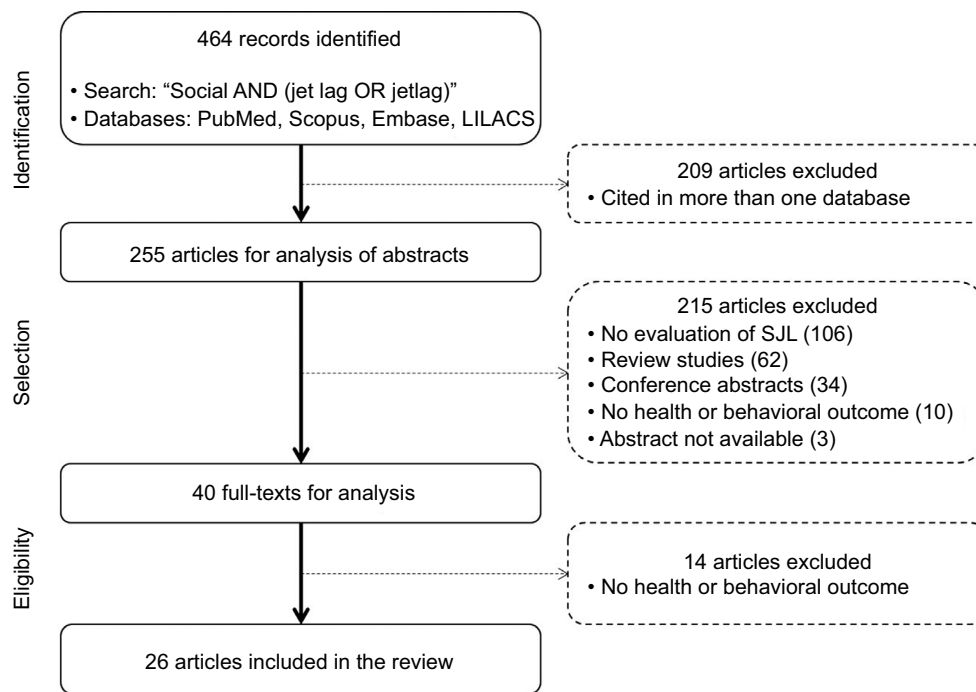 464 records identified
• Search: “Social AND (jet lag OR jetlag)”
• Databases: PubMed, Scopus, Embase, LILACS
Identification
209 articles excluded
• Cited in more than one database
255 articles for analysis of abstracts
215 articles excluded
• No evaluation of SJL (106)
• Review studies (62)
• Conference abstracts (34)
• No health or behavioral outcome (10)
• Abstract not available (3)
Selection
40 full-texts for analysis
14 articles excluded
• No health or behavioral outcome
Eligibility
26 articles included in the review